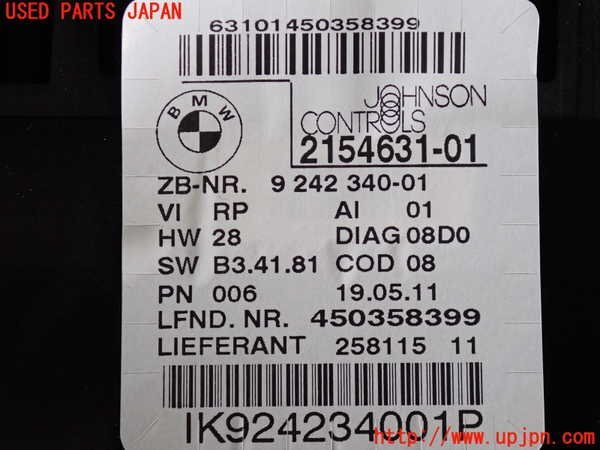 USED PARTS JAPAN
63101450358399
BMW
JOHNSON
CONTROLS
2154631-01
ZB-NR. 9 242 340-01
VI RP AI 01
HW 28 DIAG 08D0
SW B3.41.81 COD 08
PN 006 19.05.11
LFND. NR. 450358399
LIEFERANT 258115 11
IK924234001P
http://www.upjpn.com/